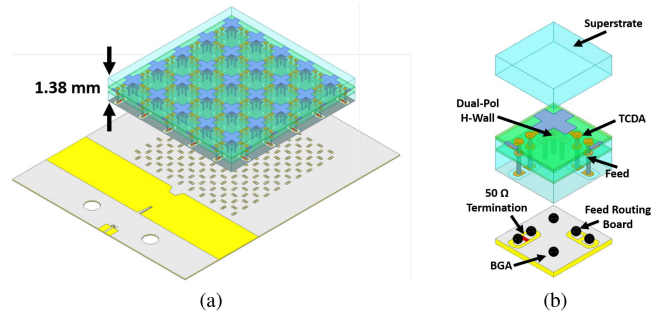 1.38 mm
(a)
Superstrate
Dual-Pol
H-Wall
TCDA
Feed
50 Ω
Termination
Feed Routing
Board
BGA
(b)